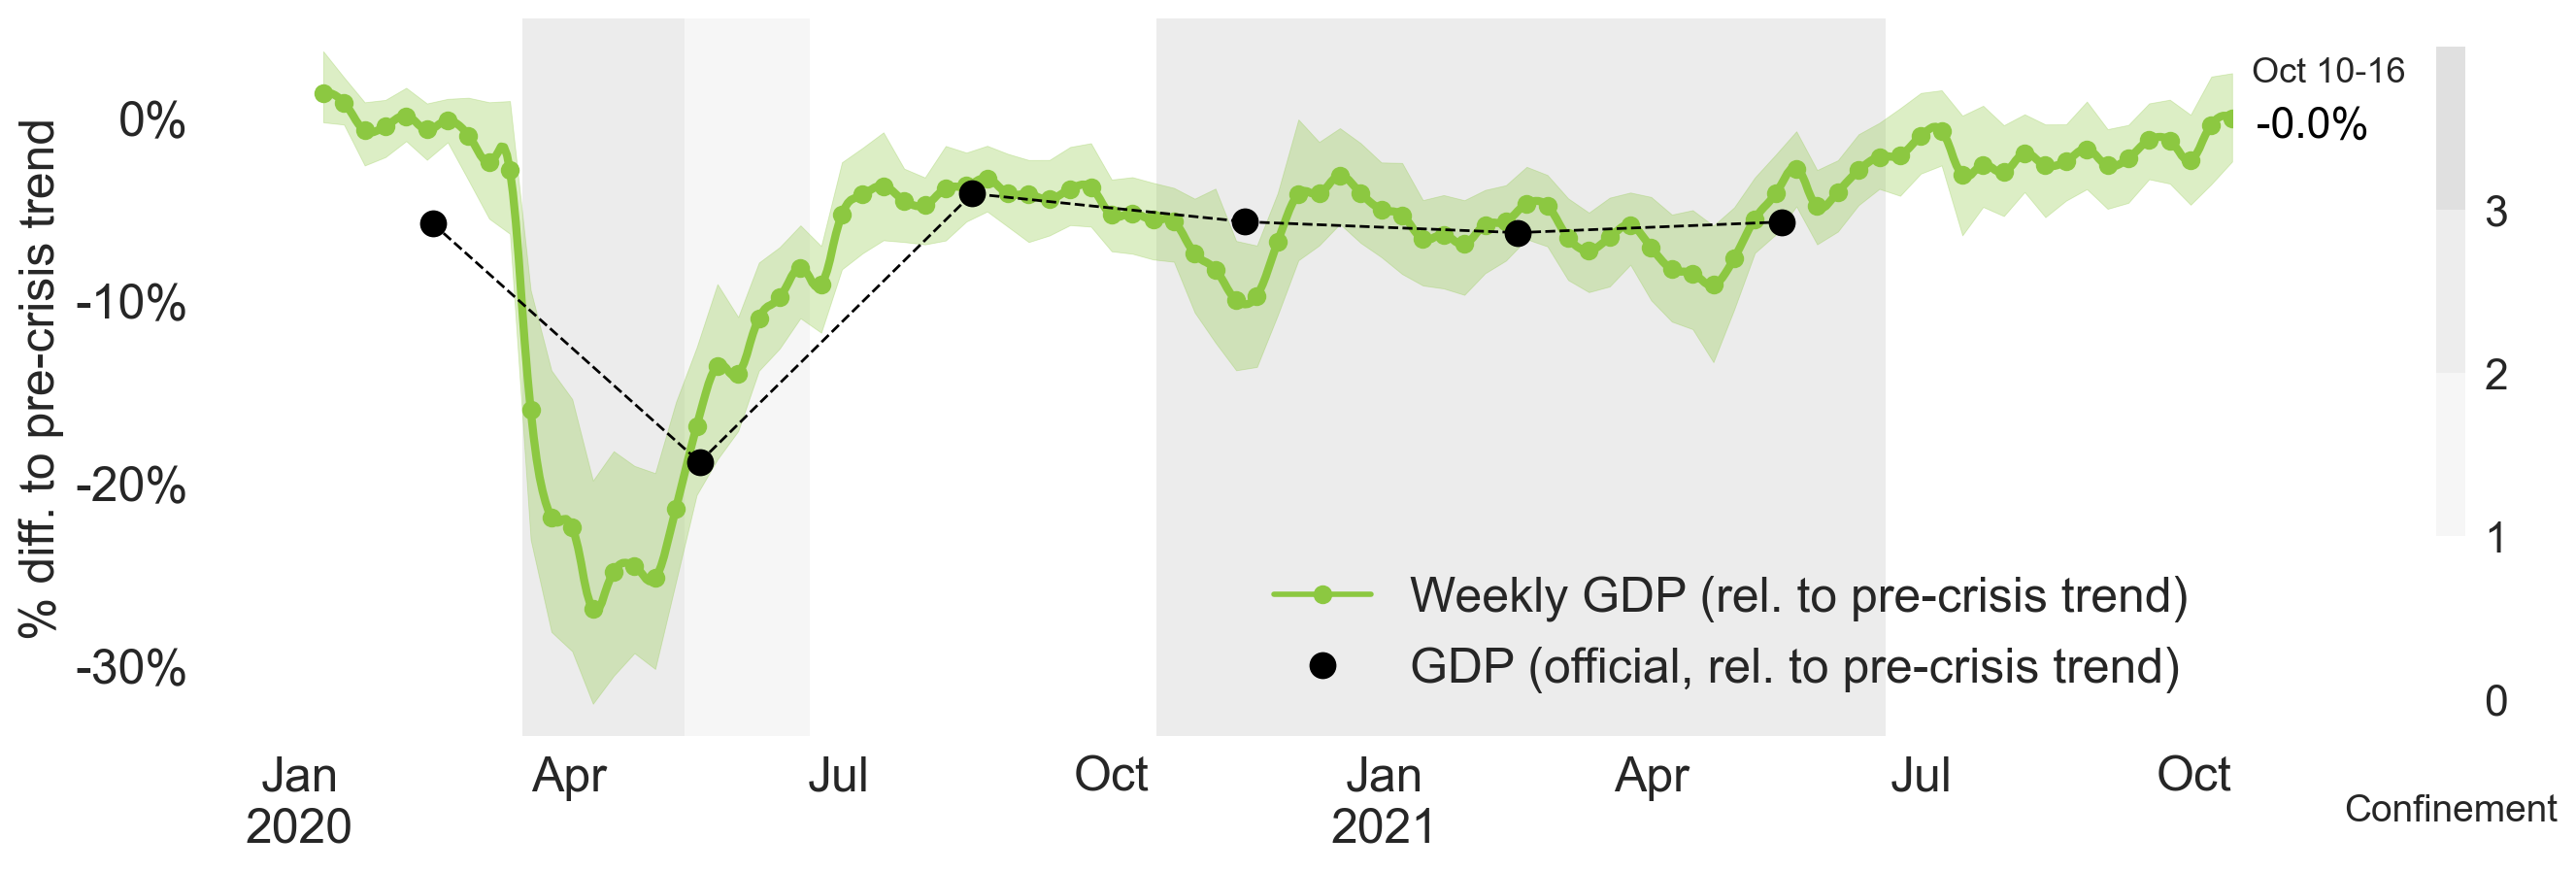 % diff. to pre-crisis trend
0%
-10%
-20%
-30%
Oct 10-16
-0.0%
Weekly GDP (rel. to pre-crisis trend)
GDP (official, rel. to pre-crisis trend)
Jan
2020
Apr
Jul
Oct
Jan
2021
Apr
Jul
Oct
3
2
1
0
Confinement